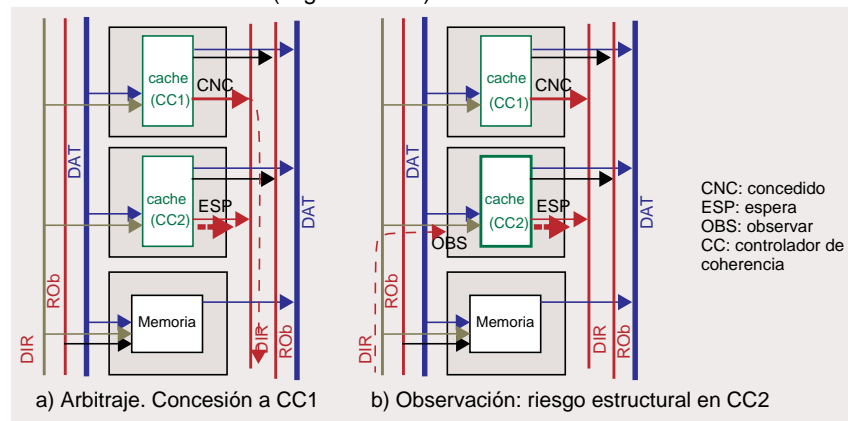 cache
(CC1)
CNC
DAT
cache
(CC2)
ESP
DAT
ROb
Memoria
DIR
DIR
ROb
a) Arbitraje. Concesión a CC1
cache
(CC1)
CNC
DAT
cache
(CC2)
ESP
OBS
DAT
ROb
Memoria
DIR
DIR
ROb
b) Observación: riesgo estructural en CC2
CNC: concedido
ESP: espera
OBS: observar
CC: controlador de
coherencia